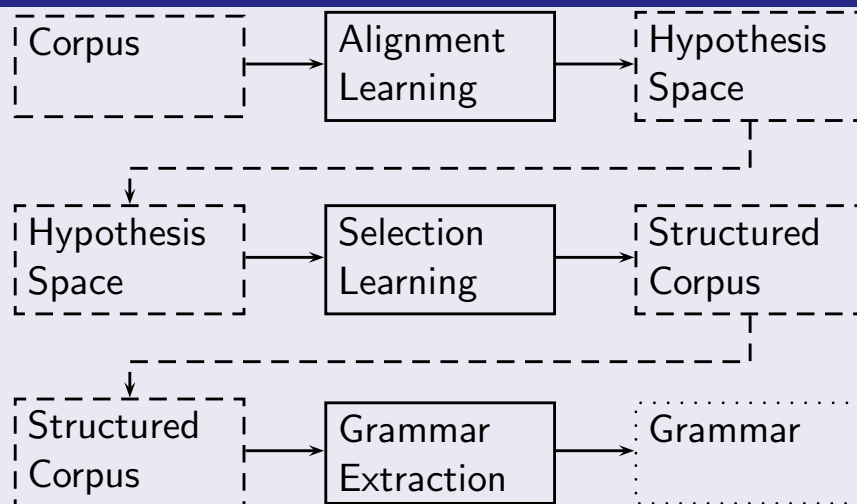 Corpus
Alignment
Learning
Hypothesis
Space
Hypothesis
Space
Selection
Learning
Structured
Corpus
Structured
Corpus
Grammar
Extraction
Grammar